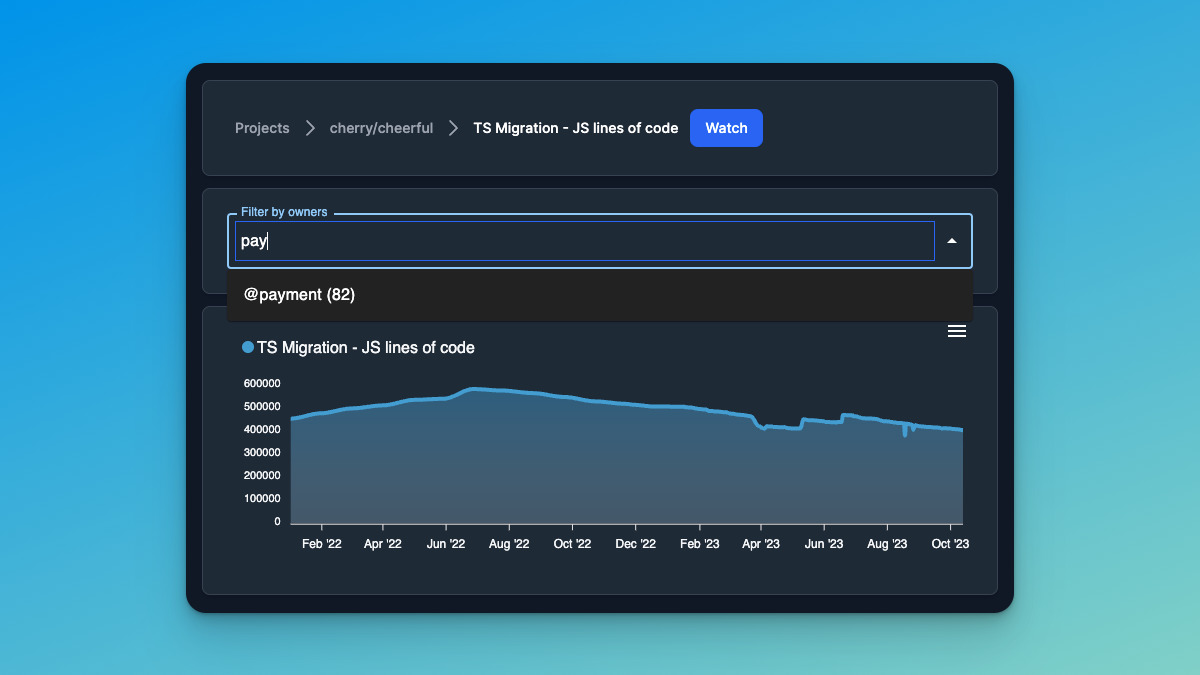 Projects cherry/cheerful TS Migration - JS lines of code Watch
Filter by owners
pay
@payment (82)
TS Migration - JS lines of code
600000
500000
400000
300000
200000
100000
0
Feb '22 Apr '22 Jun '22 Aug '22 Oct '22 Dec '22 Feb '23 Apr '23 Jun '23 Aug '23 Oct '23